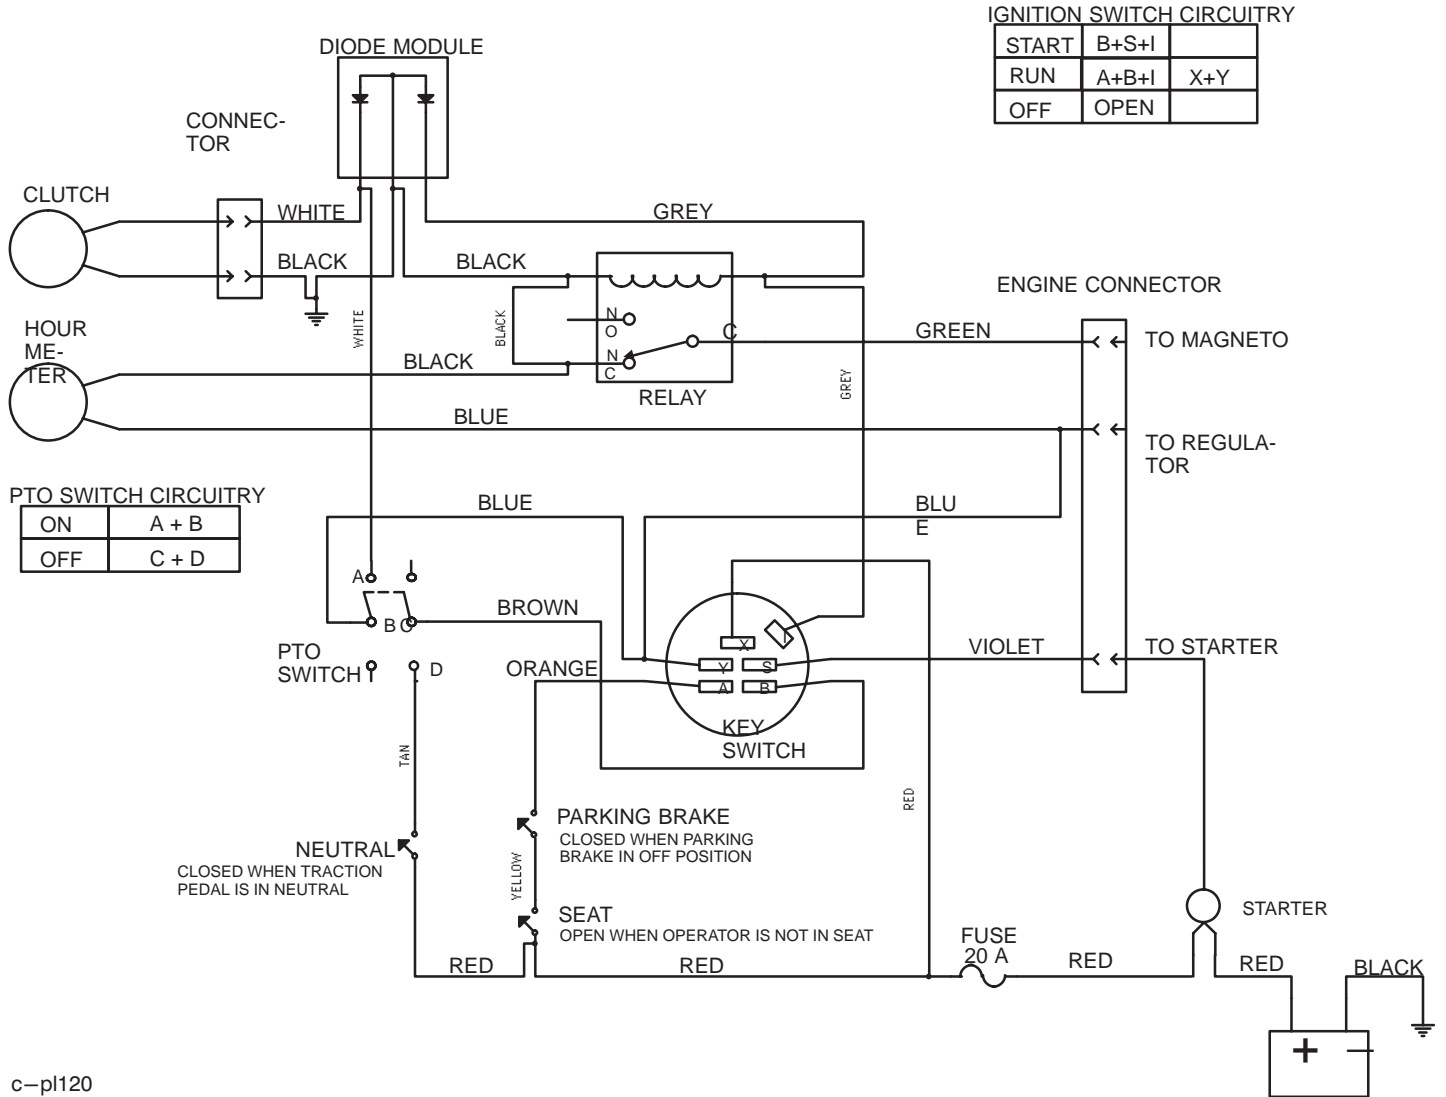 IGNITION SWITCH CIRCUITRY
START B+S+I
RUN A+B+I X+Y
OFF OPEN
DIODE MODULE
CONNEC-
TOR
CLUTCH
WHITE
GREY
BLACK
BLACK
ENGINE CONNECTOR
HOUR
ME-
TER
WHITE
BLACK
N
O
C
GREEN
TO MAGNETO
BLACK
N
C
RELAY
GREY
BLUE
TO REGULA-
TOR
PTO SWITCH CIRCUITRY
ON A + B
OFF C + D
BLUE
BLU
E
A
B C
BROWN
PTO
SWITCH
D
ORANGE
X
I
Y
S
A
B
KEY
SWITCH
VIOLET
TO STARTER
TAN
RED
NEUTRAL
CLOSED WHEN TRACTION
PEDAL IS IN NEUTRAL
PARKING BRAKE
CLOSED WHEN PARKING
BRAKE IN OFF POSITION
YELLOW
SEAT
OPEN WHEN OPERATOR IS NOT IN SEAT
STARTER
FUSE
20 A
RED
RED
RED
RED
BLACK
+
—
c–pl120